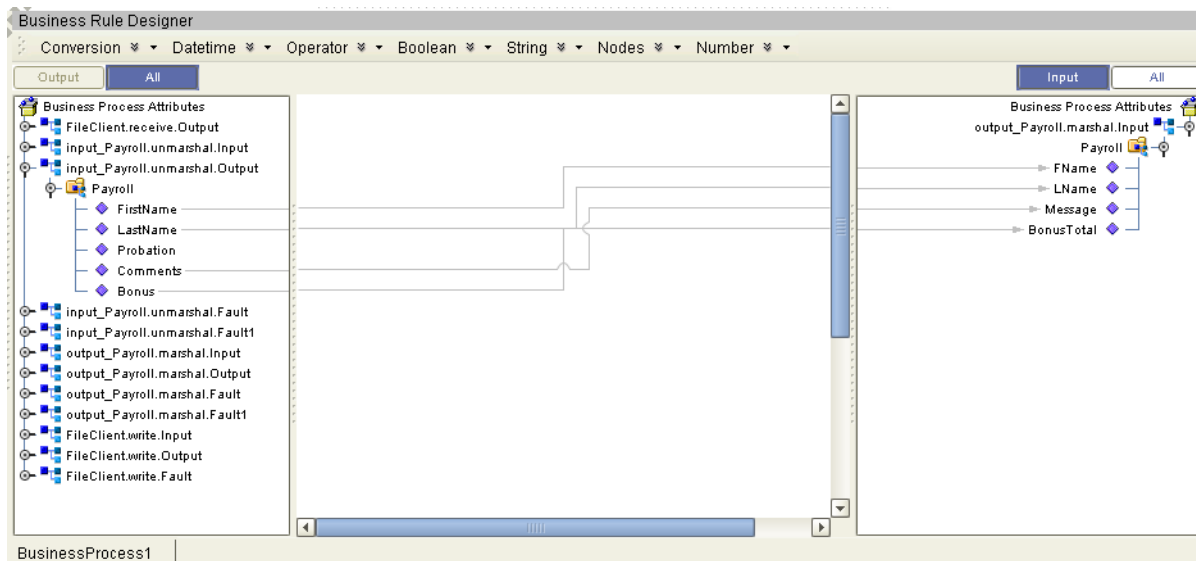 Business Rule Designer
Conversion Datetime Operator Boolean String Nodes Number
Output All Input All
Business Process Attributes
FileClient.receive.Output
input_Payroll.unmarshal.Input
input_Payroll.unmarshal.Output
Payroll
FirstName
LastName
Probation
Comments
Bonus
input_Payroll.unmarshal.Fault
input_Payroll.unmarshal.Fault1
output_Payroll.marshal.Input
output_Payroll.marshal.Output
output_Payroll.marshal.Fault
output_Payroll.marshal.Fault1
FileClient.write.Input
FileClient.write.Output
FileClient.write.Fault
Business Process Attributes
output_Payroll.marshal.Input
Payroll
FName
LName
Message
BonusTotal
BusinessProcess1